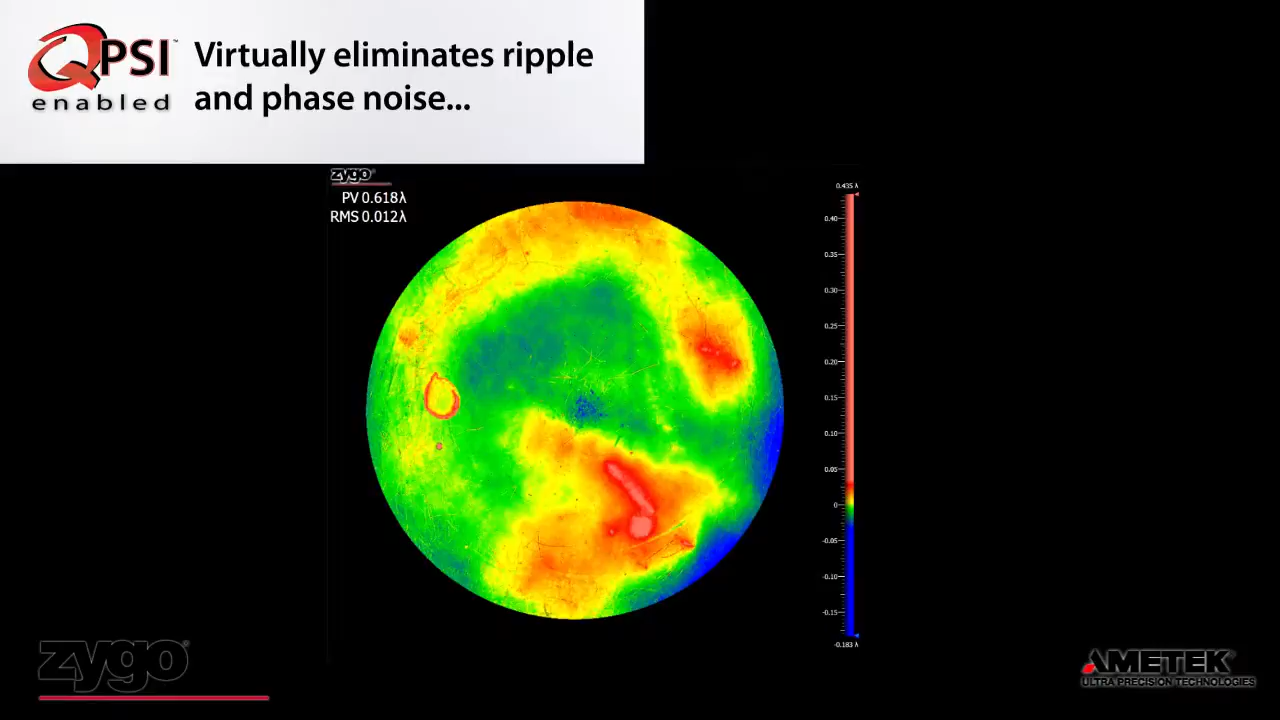 QPSI™
enabled
Virtually eliminates ripple
and phase noise...
zygo
PV 0.618λ
RMS 0.012λ
0.435 λ
0.40
0.35
0.30
0.25
0.20
0.15
0.10
0.05
0
-0.05
-0.10
-0.15
-0.183 λ
zygo®
AMETEK®
ULTRA PRECISION TECHNOLOGIES